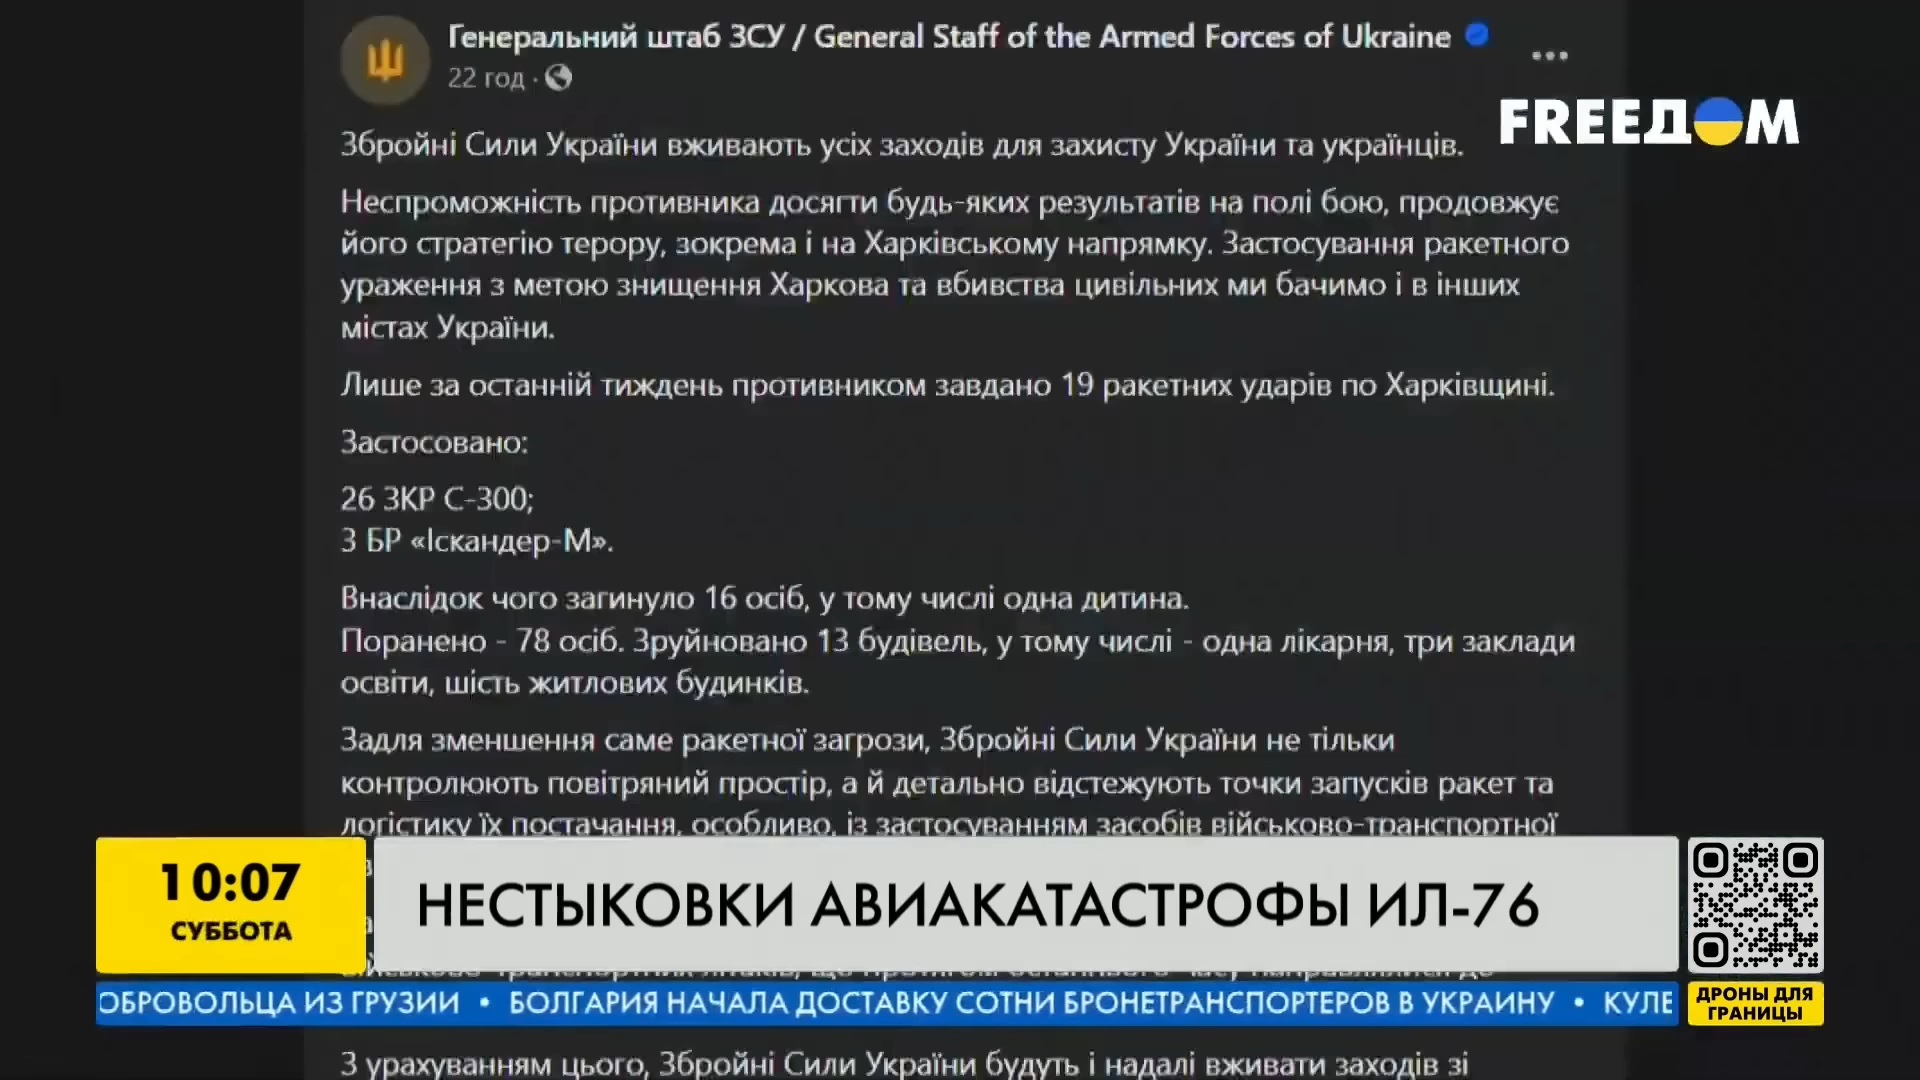 Генеральний штаб ЗСУ / General Staff of the Armed Forces of Ukraine
22 год ·
FREEДOM
Збройні Сили України вживають усіх заходів для захисту України та українців.
Неспроможність противника досягти будь-яких результатів на полі бою, продовжує
його стратегію терору, зокрема і на Харківському напрямку. Застосування ракетного
ураження з метою знищення Харкова та вбивства цивільних ми бачимо і в інших
містах України.
Лише за останній тиждень противником завдано 19 ракетних ударів по Харківщині.
Застосовано:
26 ЗКР С-300;
3 БР «Іскандер-М».
Внаслідок чого загинуло 16 осіб, у тому числі одна дитина.
Поранено - 78 осіб. Зруйновано 13 будівель, у тому числі - одна лікарня, три заклади
освіти, шість житлових будинків.
Задля зменшення саме ракетної загрози, Збройні Сили України не тільки
контролюють повітряний простір, а й детально відстежують точки запусків ракет та
логістику їх постачання, особливо, із застосуванням засобів військово-транспортної
10:07
СУББОТА
НЕСТЫКОВКИ АВИАКАТАСТРОФЫ ИЛ-76
ОБРОВОЛЬЦА ИЗ ГРУЗИИ • БОЛГАРИЯ НАЧАЛА ДОСТАВКУ СОТНИ БРОНЕТРАНСПОРТЕРОВ В УКРАИНУ • КУЛЕ
ДРОНЫ ДЛЯ
ГРАНИЦЫ
З урахуванням цього, Збройні Сили України будуть і надалі вживати заходів зі